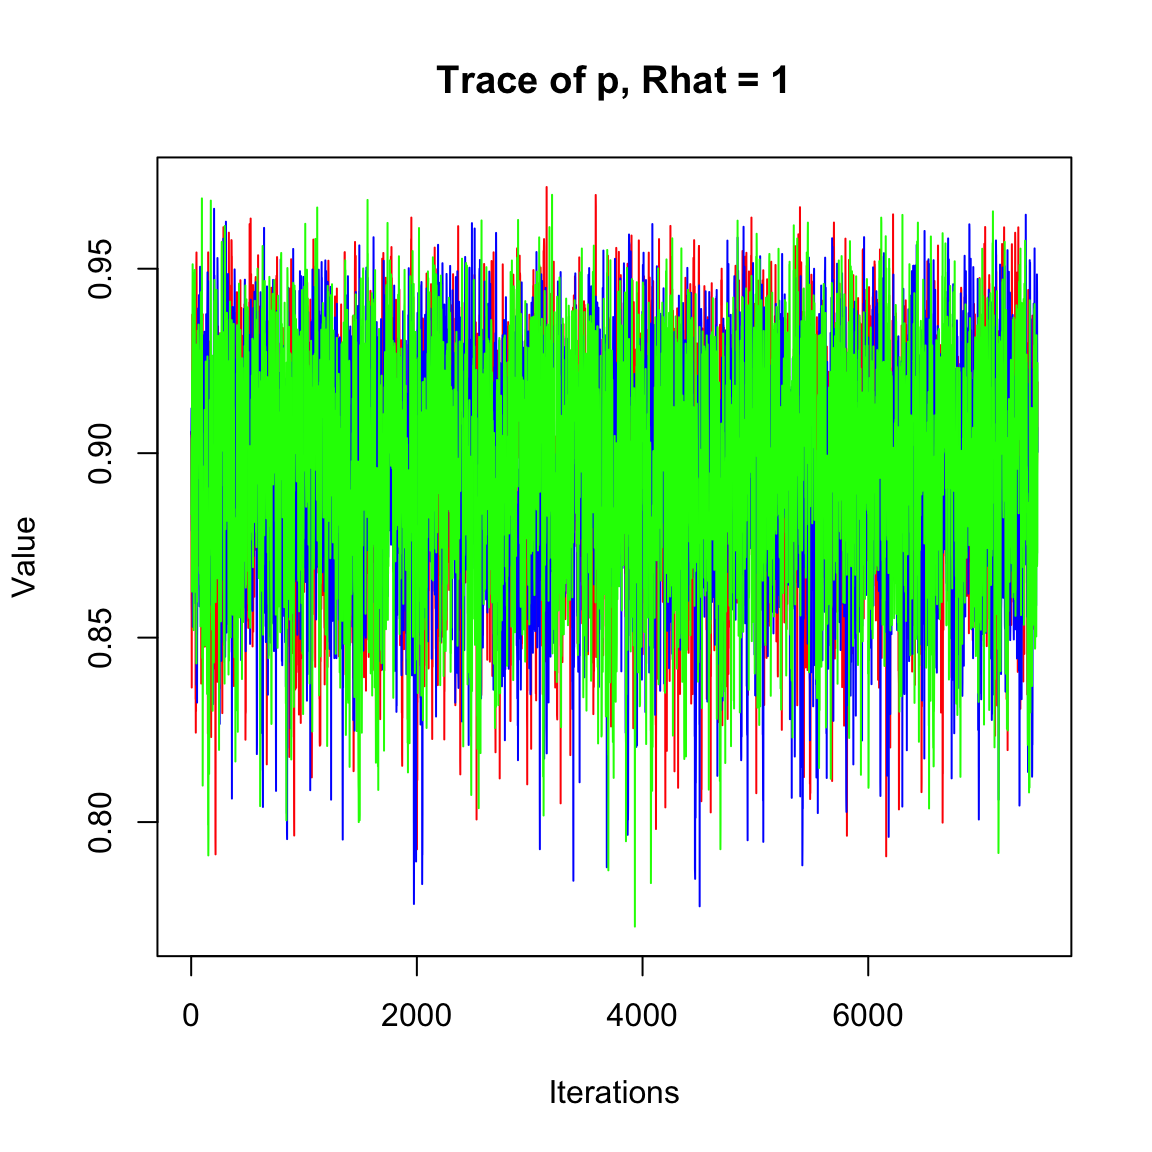 Trace of p, Rhat = 1
Value
0.95
0.90
0.85
0.80
0 2000 4000 6000
Iterations